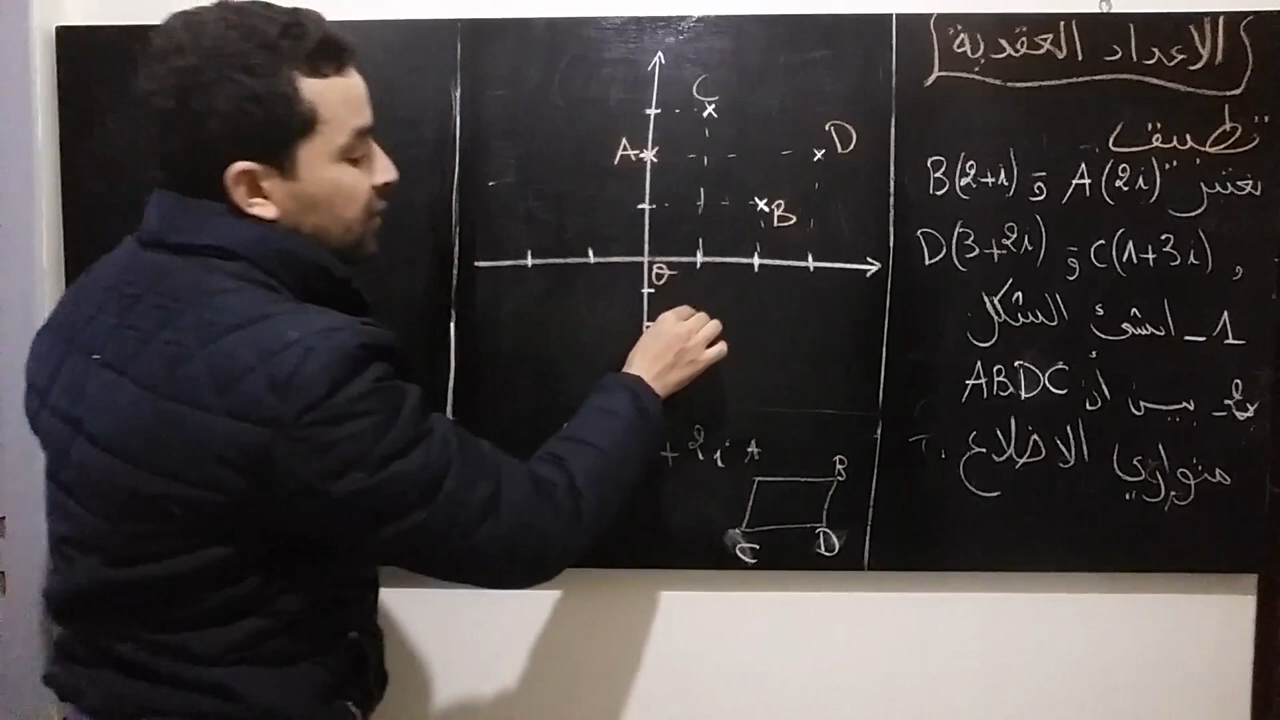 الاعداد العقدية
تطبيق
نعتبر A(2i) و B(2+i)
, C(1+3i) و D(3+2i)
1_ انشئ الشكل
2_ بين أن ABDC
متوازي الاضلاع
C
A
D
B
O
+ 2i
A
B
C
D